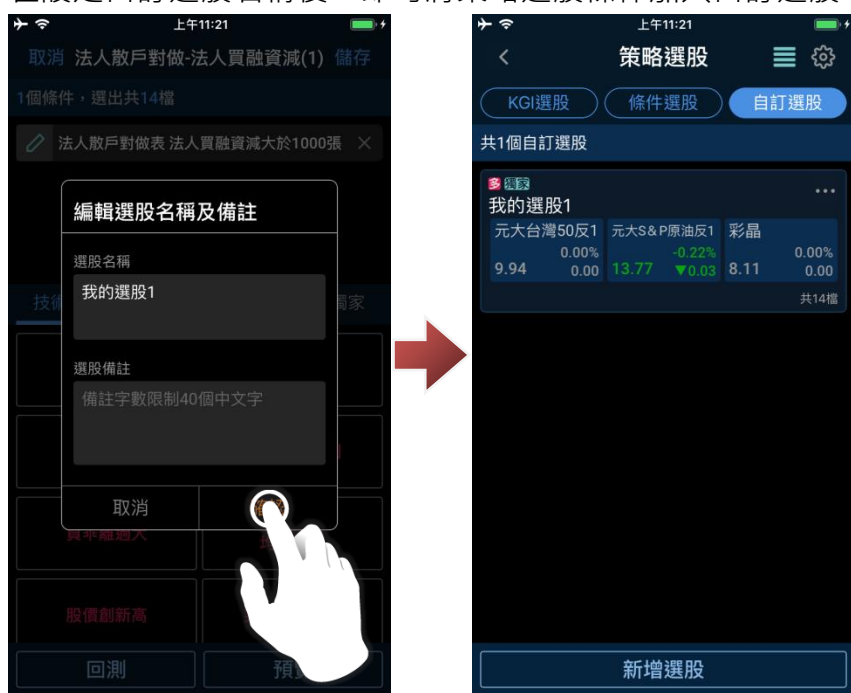 上午11:21
取消 法人散戶對做-法人買融資減(1) 儲存
1個條件，選出共14檔
法人散戶對做表 法人買融資減大於1000張
編輯選股名稱及備註
選股名稱
我的選股1
選股備註
備註字數限制40個中文字
取消
股價創新高
回測
上午11:21
策略選股
KGI選股 條件選股 自訂選股
共1個自訂選股
多 獨家
我的選股1
元大台灣50反1 元大S&P原油反1 彩晶
0.00% -0.22% 0.00%
9.94 0.00 13.77 ▼0.03 8.11 0.00
共14檔
新增選股